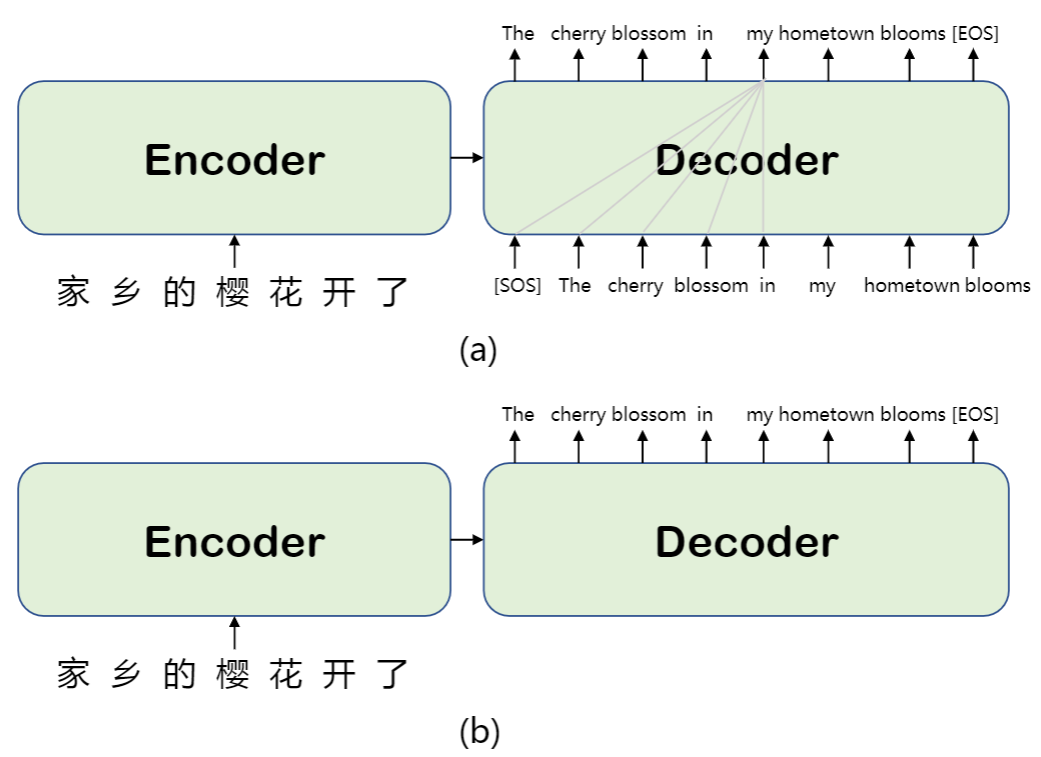 The cherry blossom in my hometown blooms [EOS]
Encoder Decoder
[SOS] The cherry blossom in my hometown blooms
家乡的樱花开了
(a)
The cherry blossom in my hometown blooms [EOS]
Encoder Decoder
家乡的樱花开了
(b)